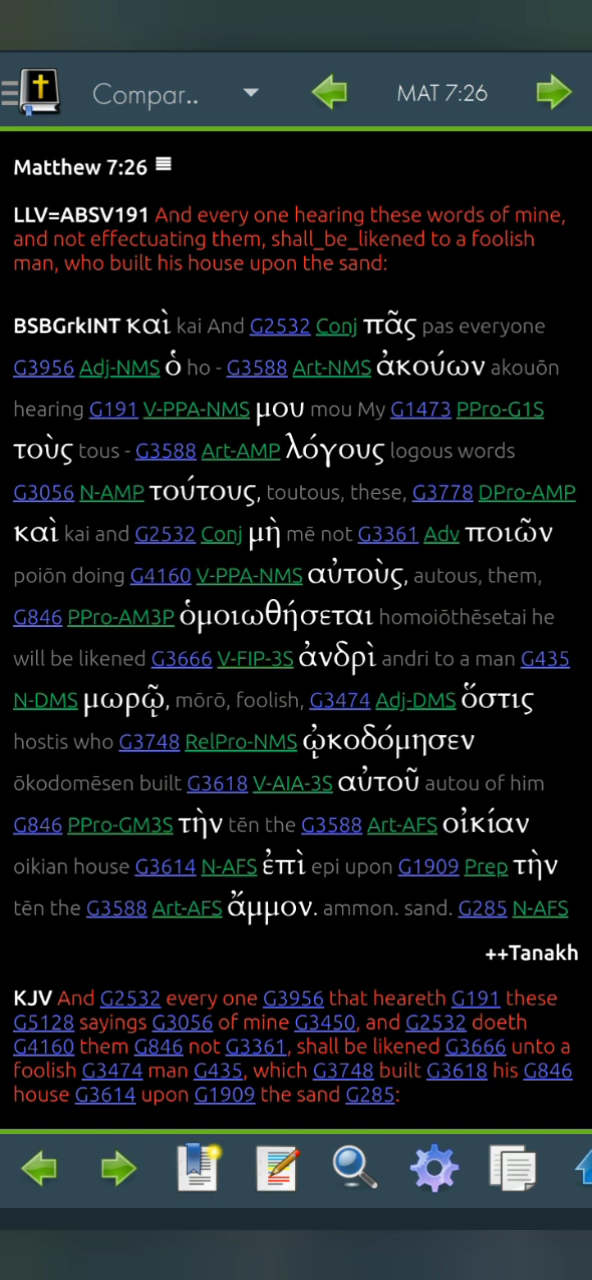 Compar..
MAT 7:26
Matthew 7:26
LLV=ABSV191 And every one hearing these words of mine,
and not effectuating them, shall_be_likened to a foolish
man, who built his house upon the sand:
BSBGrkINT καὶ kai And G2532 Conj πᾶς pas everyone
G3956 Adj-NMS ὁ ho - G3588 Art-NMS ἀκούων akouōn
hearing G191 V-PPA-NMS μου mou My G1473 PPro-G1S
τοὺς tous - G3588 Art-AMP λόγους logous words
G3056 N-AMP τούτους, toutous, these, G3778 DPro-AMP
καὶ kai and G2532 Conj μὴ mē not G3361 Adv ποιῶν
poiōn doing G4160 V-PPA-NMS αὐτοὺς, autous, them,
G846 PPro-AM3P ὁμοιωθήσεται homoiōthēsetai he
will be likened G3666 V-FIP-3S ἀνδρὶ andri to a man G435
N-DMS μωρῷ, mōrō, foolish, G3474 Adj-DMS ὅστις
hostis who G3748 RelPro-NMS ᾠκοδόμησεν
ōkodomēsen built G3618 V-AIA-3S αὐτοῦ autou of him
G846 PPro-GM3S τὴν tēn the G3588 Art-AFS οἰκίαν
oikian house G3614 N-AFS ἐπὶ epi upon G1909 Prep τὴν
tēn the G3588 Art-AFS ἄμμον. ammon. sand. G285 N-AFS
++Tanakh
KJV And G2532 every one G3956 that heareth G191 these
G5128 sayings G3056 of mine G3450, and G2532 doeth
G4160 them G846 not G3361, shall be likened G3666 unto a
foolish G3474 man G435, which G3748 built G3618 his G846
house G3614 upon G1909 the sand G285: